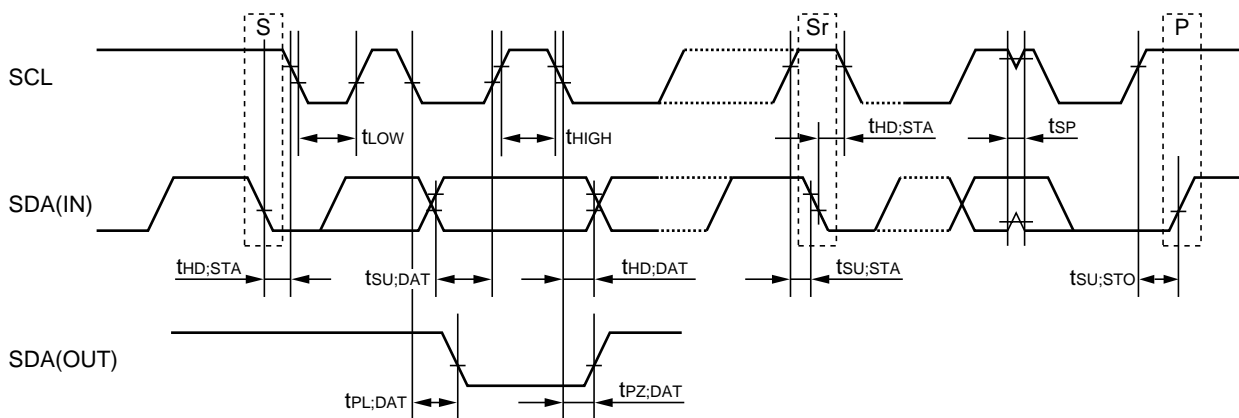 S Sr P
SCL
tLOW tHIGH tHD;STA tSP
SDA(IN)
tHD;STA tSU;DAT tHD;DAT tSU;STA tSU;STO
SDA(OUT)
tPL;DAT tPZ;DAT